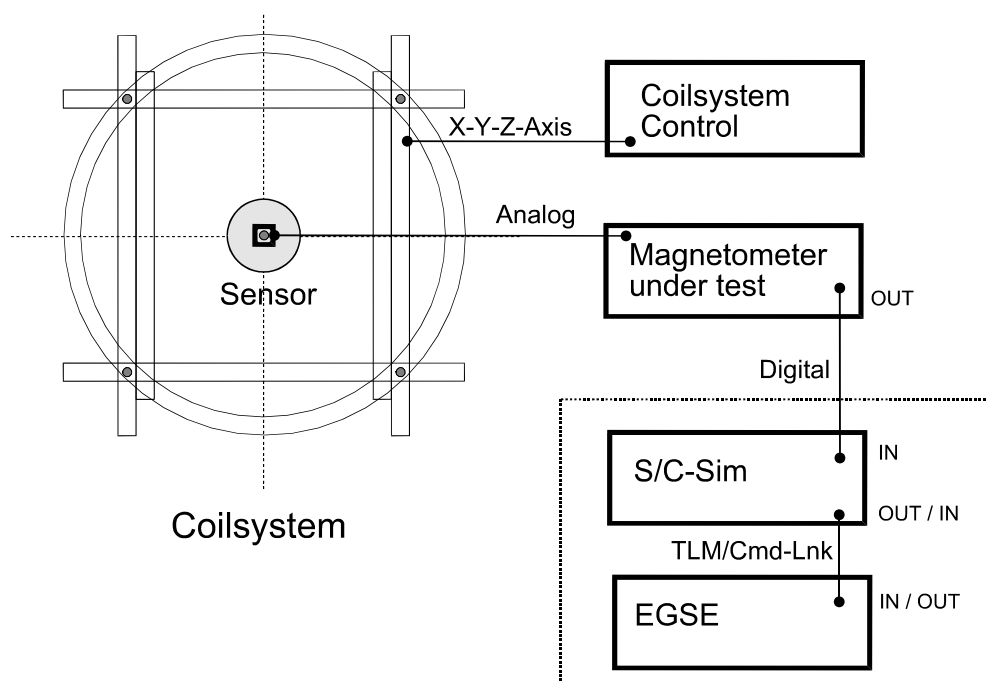 Coilsystem
Control
X-Y-Z-Axis
Analog
Magnetometer
under test
Sensor
OUT
Digital
IN
S/C-Sim
OUT / IN
Coilsystem
TLM/Cmd-Lnk
IN / OUT
EGSE